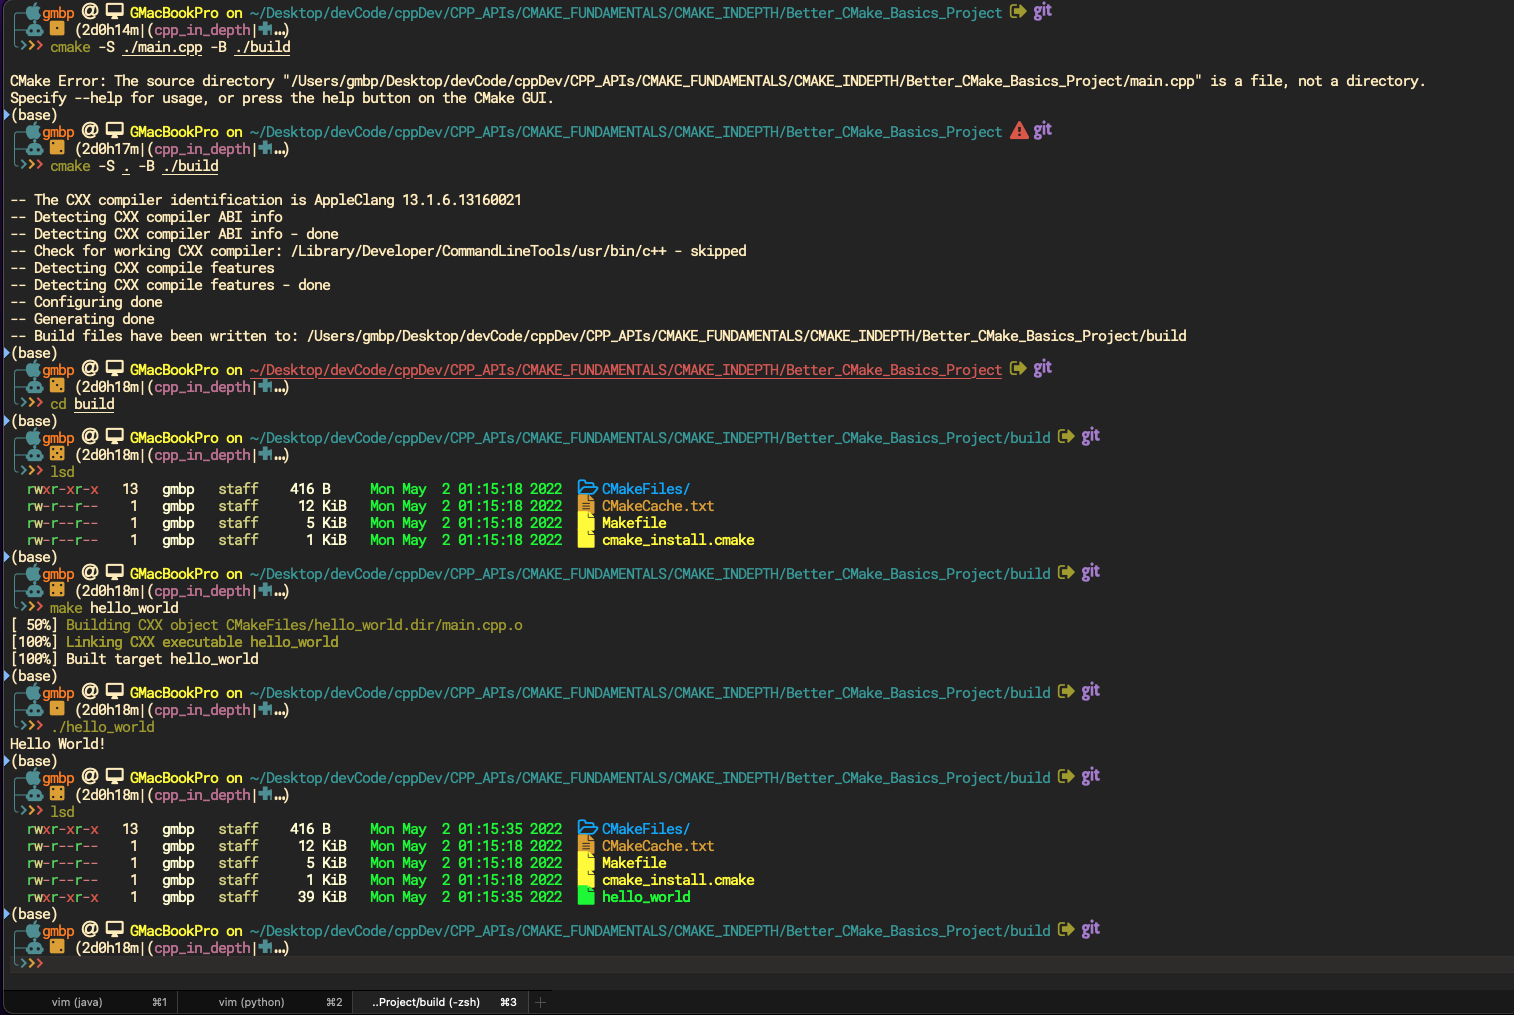 gmbp @ GMacBookPro on ~/Desktop/devCode/cppDev/CPP_APIs/CMAKE_FUNDAMENTALS/CMAKE_INDEPTH/Better_CMake_Basics_Project git
(2d0h14m|(cpp_in_depth|✚…)
>>> cmake -S ./main.cpp -B ./build
CMake Error: The source directory "/Users/gmbp/Desktop/devCode/cppDev/CPP_APIs/CMAKE_FUNDAMENTALS/CMAKE_INDEPTH/Better_CMake_Basics_Project/main.cpp" is a file, not a directory.
Specify --help for usage, or press the help button on the CMake GUI.
(base)
gmbp @ GMacBookPro on ~/Desktop/devCode/cppDev/CPP_APIs/CMAKE_FUNDAMENTALS/CMAKE_INDEPTH/Better_CMake_Basics_Project git
(2d0h17m|(cpp_in_depth|✚…)
>>> cmake -S . -B ./build
-- The CXX compiler identification is AppleClang 13.1.6.13160021
-- Detecting CXX compiler ABI info
-- Detecting CXX compiler ABI info - done
-- Check for working CXX compiler: /Library/Developer/CommandLineTools/usr/bin/c++ - skipped
-- Detecting CXX compile features
-- Detecting CXX compile features - done
-- Configuring done
-- Generating done
-- Build files have been written to: /Users/gmbp/Desktop/devCode/cppDev/CPP_APIs/CMAKE_FUNDAMENTALS/CMAKE_INDEPTH/Better_CMake_Basics_Project/build
(base)
gmbp @ GMacBookPro on ~/Desktop/devCode/cppDev/CPP_APIs/CMAKE_FUNDAMENTALS/CMAKE_INDEPTH/Better_CMake_Basics_Project git
(2d0h18m|(cpp_in_depth|✚…)
>>> cd build
(base)
gmbp @ GMacBookPro on ~/Desktop/devCode/cppDev/CPP_APIs/CMAKE_FUNDAMENTALS/CMAKE_INDEPTH/Better_CMake_Basics_Project/build git
(2d0h18m|(cpp_in_depth|✚…)
>>> lsd
rwxr-xr-x 13 gmbp staff 416 B Mon May 2 01:15:18 2022 CMakeFiles/
rw-r--r-- 1 gmbp staff 12 KiB Mon May 2 01:15:18 2022 CMakeCache.txt
rw-r--r-- 1 gmbp staff 5 KiB Mon May 2 01:15:18 2022 Makefile
rw-r--r-- 1 gmbp staff 1 KiB Mon May 2 01:15:18 2022 cmake_install.cmake
(base)
gmbp @ GMacBookPro on ~/Desktop/devCode/cppDev/CPP_APIs/CMAKE_FUNDAMENTALS/CMAKE_INDEPTH/Better_CMake_Basics_Project/build git
(2d0h18m|(cpp_in_depth|✚…)
>>> make hello_world
[ 50%] Building CXX object CMakeFiles/hello_world.dir/main.cpp.o
[100%] Linking CXX executable hello_world
[100%] Built target hello_world
(base)
gmbp @ GMacBookPro on ~/Desktop/devCode/cppDev/CPP_APIs/CMAKE_FUNDAMENTALS/CMAKE_INDEPTH/Better_CMake_Basics_Project/build git
(2d0h18m|(cpp_in_depth|✚…)
>>> ./hello_world
Hello World!
(base)
gmbp @ GMacBookPro on ~/Desktop/devCode/cppDev/CPP_APIs/CMAKE_FUNDAMENTALS/CMAKE_INDEPTH/Better_CMake_Basics_Project/build git
(2d0h18m|(cpp_in_depth|✚…)
>>> lsd
rwxr-xr-x 13 gmbp staff 416 B Mon May 2 01:15:35 2022 CMakeFiles/
rw-r--r-- 1 gmbp staff 12 KiB Mon May 2 01:15:18 2022 CMakeCache.txt
rw-r--r-- 1 gmbp staff 5 KiB Mon May 2 01:15:18 2022 Makefile
rw-r--r-- 1 gmbp staff 1 KiB Mon May 2 01:15:18 2022 cmake_install.cmake
rwxr-xr-x 1 gmbp staff 39 KiB Mon May 2 01:15:35 2022 hello_world
(base)
gmbp @ GMacBookPro on ~/Desktop/devCode/cppDev/CPP_APIs/CMAKE_FUNDAMENTALS/CMAKE_INDEPTH/Better_CMake_Basics_Project/build git
(2d0h18m|(cpp_in_depth|✚…)
>>>
vim (java) ⌘1 vim (python) ⌘2 ..Project/build (-zsh) ⌘3 +